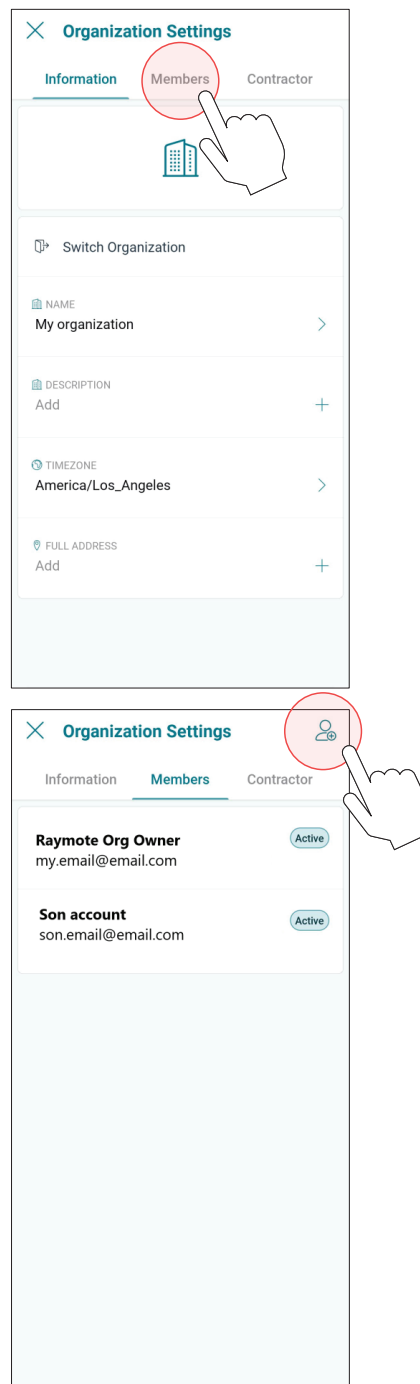 Organization Settings
Information Members Contractor
Switch Organization
NAME
My organization
DESCRIPTION
Add
TIMEZONE
America/Los_Angeles
FULL ADDRESS
Add
Organization Settings
Information Members Contractor
Raymote Org Owner Active
my.email@email.com
Son account Active
son.email@email.com